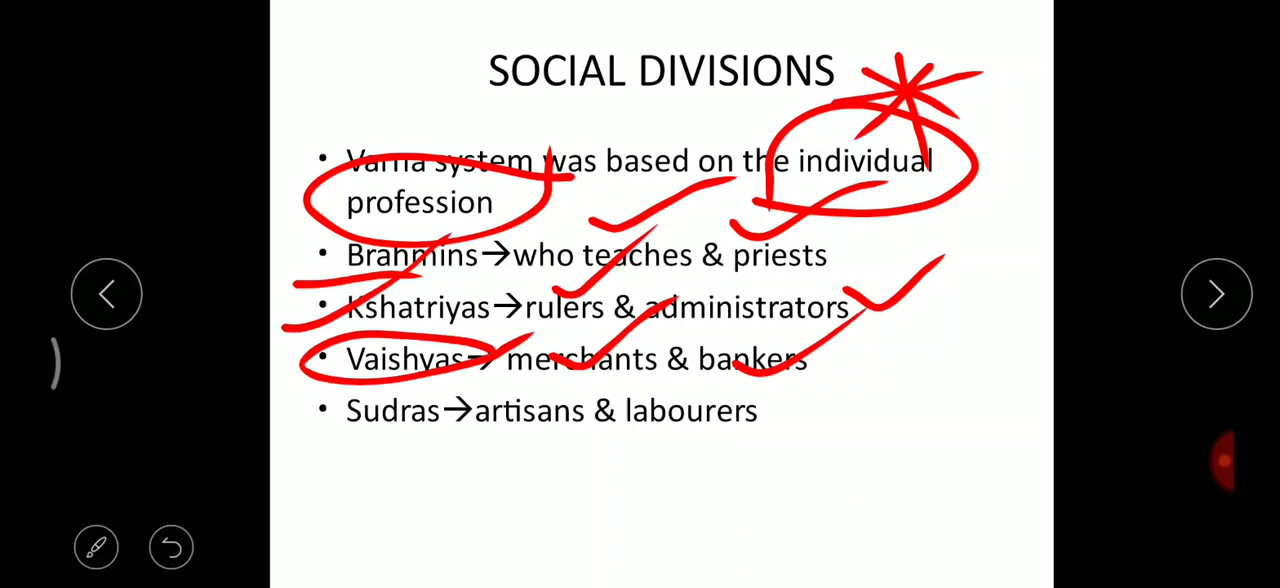 SOCIAL DIVISIONS
• Varna system was based on the individual
profession
• Brahmins→who teaches & priests
• Kshatriyas→rulers & administrators
• Vaishyas→ merchants & bankers
• Sudras→artisans & labourers